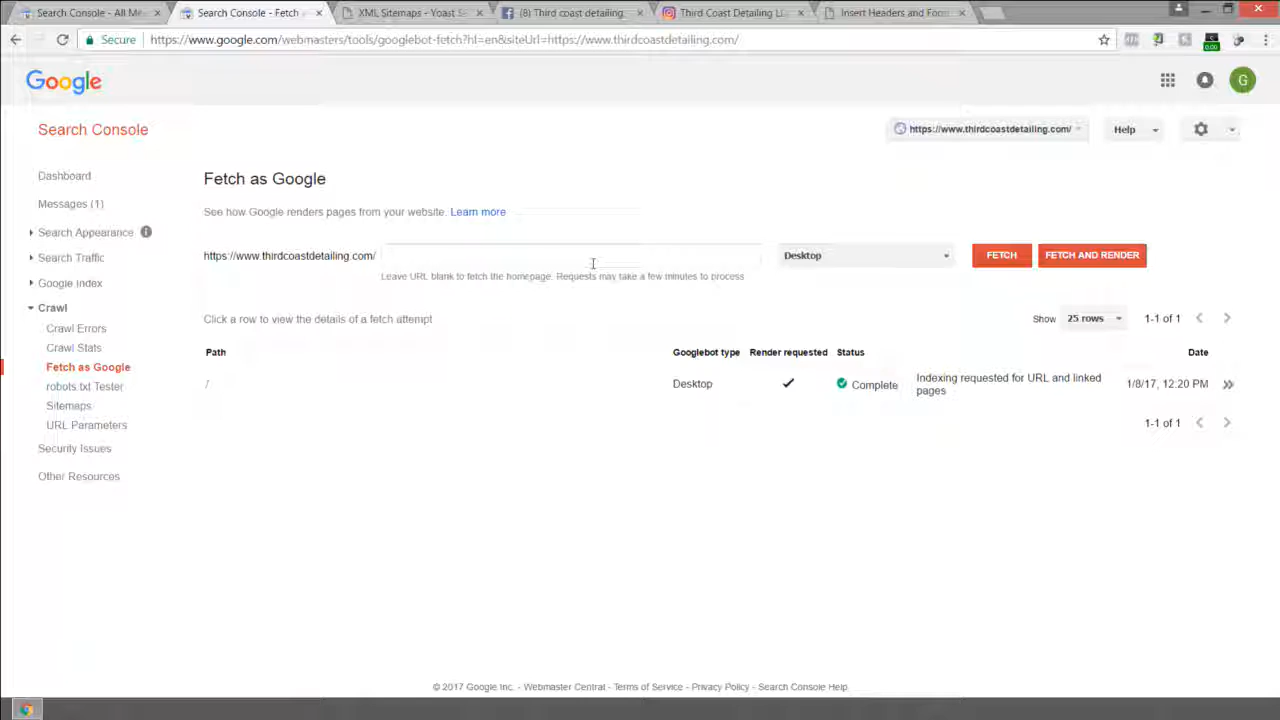 Search Console - All Me
Search Console - Fetch
XML Sitemaps - Yoast S
(8) Third coast detailing
Third Coast Detailing Ll
Insert Headers and Foo
Secure
https://www.google.com/webmasters/tools/googlebot-fetch?hl=en&siteUrl=https://www.thirdcoastdetailing.com/
0.00
Google
G
Search Console
https://www.thirdcoastdetailing.com/
Help
Dashboard
Messages (1)
Search Appearance
Search Traffic
Google Index
Crawl
Crawl Errors
Crawl Stats
Fetch as Google
robots.txt Tester
Sitemaps
URL Parameters
Security Issues
Other Resources
Fetch as Google
See how Google renders pages from your website. Learn more
https://www.thirdcoastdetailing.com/
Desktop
FETCH
FETCH AND RENDER
Leave URL blank to fetch the homepage. Requests may take a few minutes to process
Click a row to view the details of a fetch attempt
Show 25 rows 1-1 of 1
Path Googlebot type Render requested Status Date
/ Desktop Complete Indexing requested for URL and linked pages 1/8/17, 12:20 PM
1-1 of 1
© 2017 Google Inc. - Webmaster Central - Terms of Service - Privacy Policy - Search Console Help